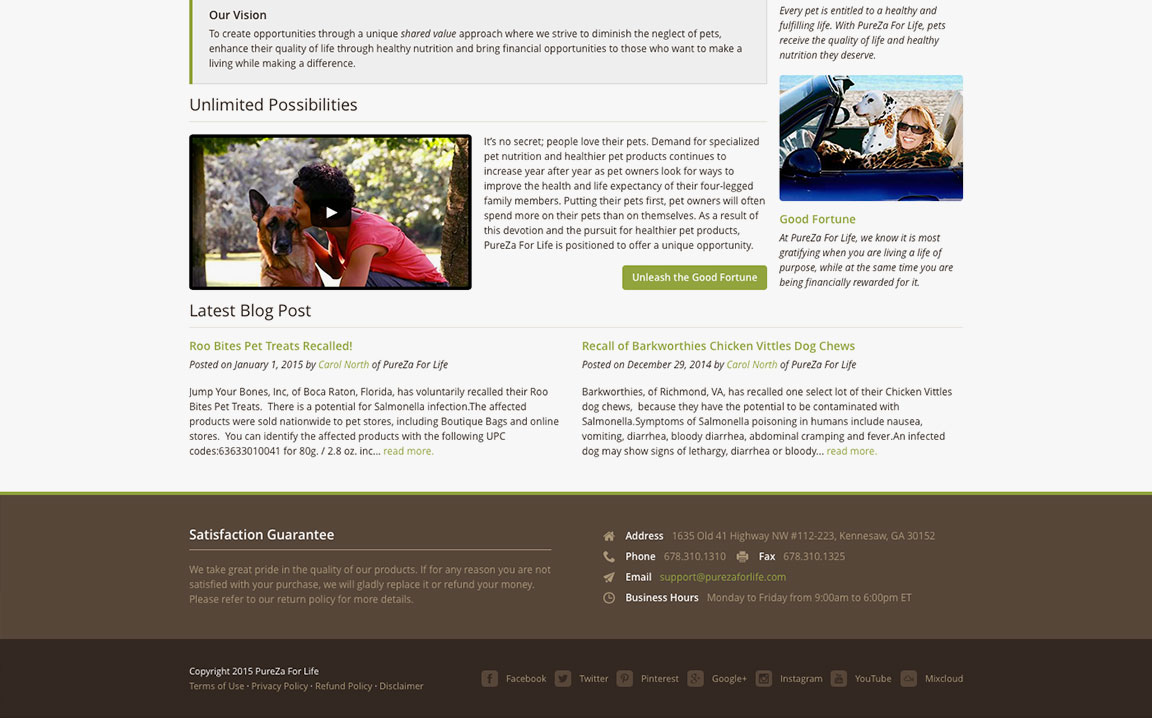 Our Vision
To create opportunities through a unique shared value approach where we strive to diminish the neglect of pets,
enhance their quality of life through healthy nutrition and bring financial opportunities to those who want to make a
living while making a difference.
Every pet is entitled to a healthy and
fulfilling life. With PureZa For Life, pets
receive the quality of life and healthy
nutrition they deserve.
Unlimited Possibilities
It's no secret; people love their pets. Demand for specialized
pet nutrition and healthier pet products continues to
increase year after year as pet owners look for ways to
improve the health and life expectancy of their four-legged
family members. Putting their pets first, pet owners will often
spend more on their pets than on themselves. As a result of
this devotion and the pursuit for healthier pet products,
PureZa For Life is positioned to offer a unique opportunity.
Unleash the Good Fortune
Good Fortune
At PureZa For Life, we know it is most
gratifying when you are living a life of
purpose, while at the same time you are
being financially rewarded for it.
Latest Blog Post
Roo Bites Pet Treats Recalled!
Posted on January 1, 2015 by Carol North of PureZa For Life
Jump Your Bones, Inc, of Boca Raton, Florida, has voluntarily recalled their Roo
Bites Pet Treats.  There is a potential for Salmonella infection.The affected
products were sold nationwide to pet stores, including Boutique Bags and online
stores.  You can identify the affected products with the following UPC
codes:63633010041 for 80g. / 2.8 oz. inc... read more.
Recall of Barkworthies Chicken Vittles Dog Chews
Posted on December 29, 2014 by Carol North of PureZa For Life
Barkworthies, of Richmond, VA, has recalled one select lot of their Chicken Vittles
dog chews,  because they have the potential to be contaminated with
Salmonella.Symptoms of Salmonella poisoning in humans include nausea,
vomiting, diarrhea, bloody diarrhea, abdominal cramping and fever.An infected
dog may show signs of lethargy, diarrhea or bloody... read more.
Satisfaction Guarantee
We take great pride in the quality of our products. If for any reason you are not
satisfied with your purchase, we will gladly replace it or refund your money.
Please refer to our return policy for more details.
Address 1635 Old 41 Highway NW #112-223, Kennesaw, GA 30152
Phone 678.310.1310 Fax 678.310.1325
Email support@purezaforlife.com
Business Hours Monday to Friday from 9:00am to 6:00pm ET
Copyright 2015 PureZa For Life
Terms of Use · Privacy Policy · Refund Policy · Disclaimer
Facebook Twitter Pinterest Google+ Instagram YouTube Mixcloud